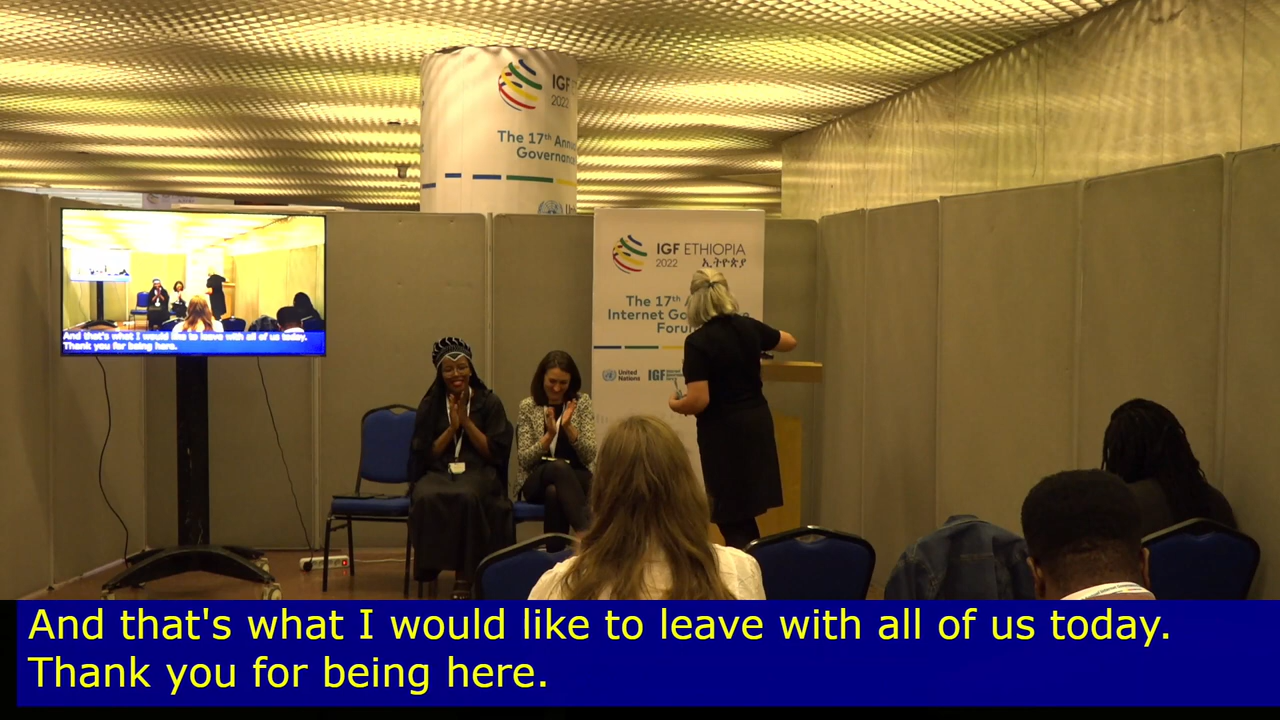 IGF
2022
The 17th Annu
Governanc
IGF ETHIOPIA
2022 ኢትዮጵያ
The 17th
Internet Go
Foru
United
Nations
IGF
And that's what I would like to leave with all of us today.
Thank you for being here.
And that's what I would like to leave with all of us today.
Thank you for being here.